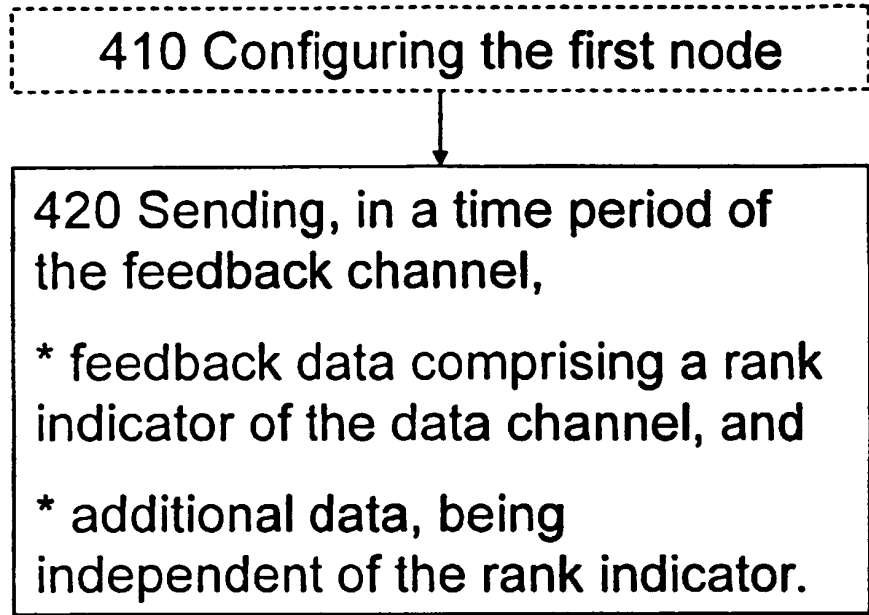 410 Configuring the first node
420 Sending, in a time period of
the feedback channel,
* feedback data comprising a rank
indicator of the data channel, and
* additional data, being
independent of the rank indicator.